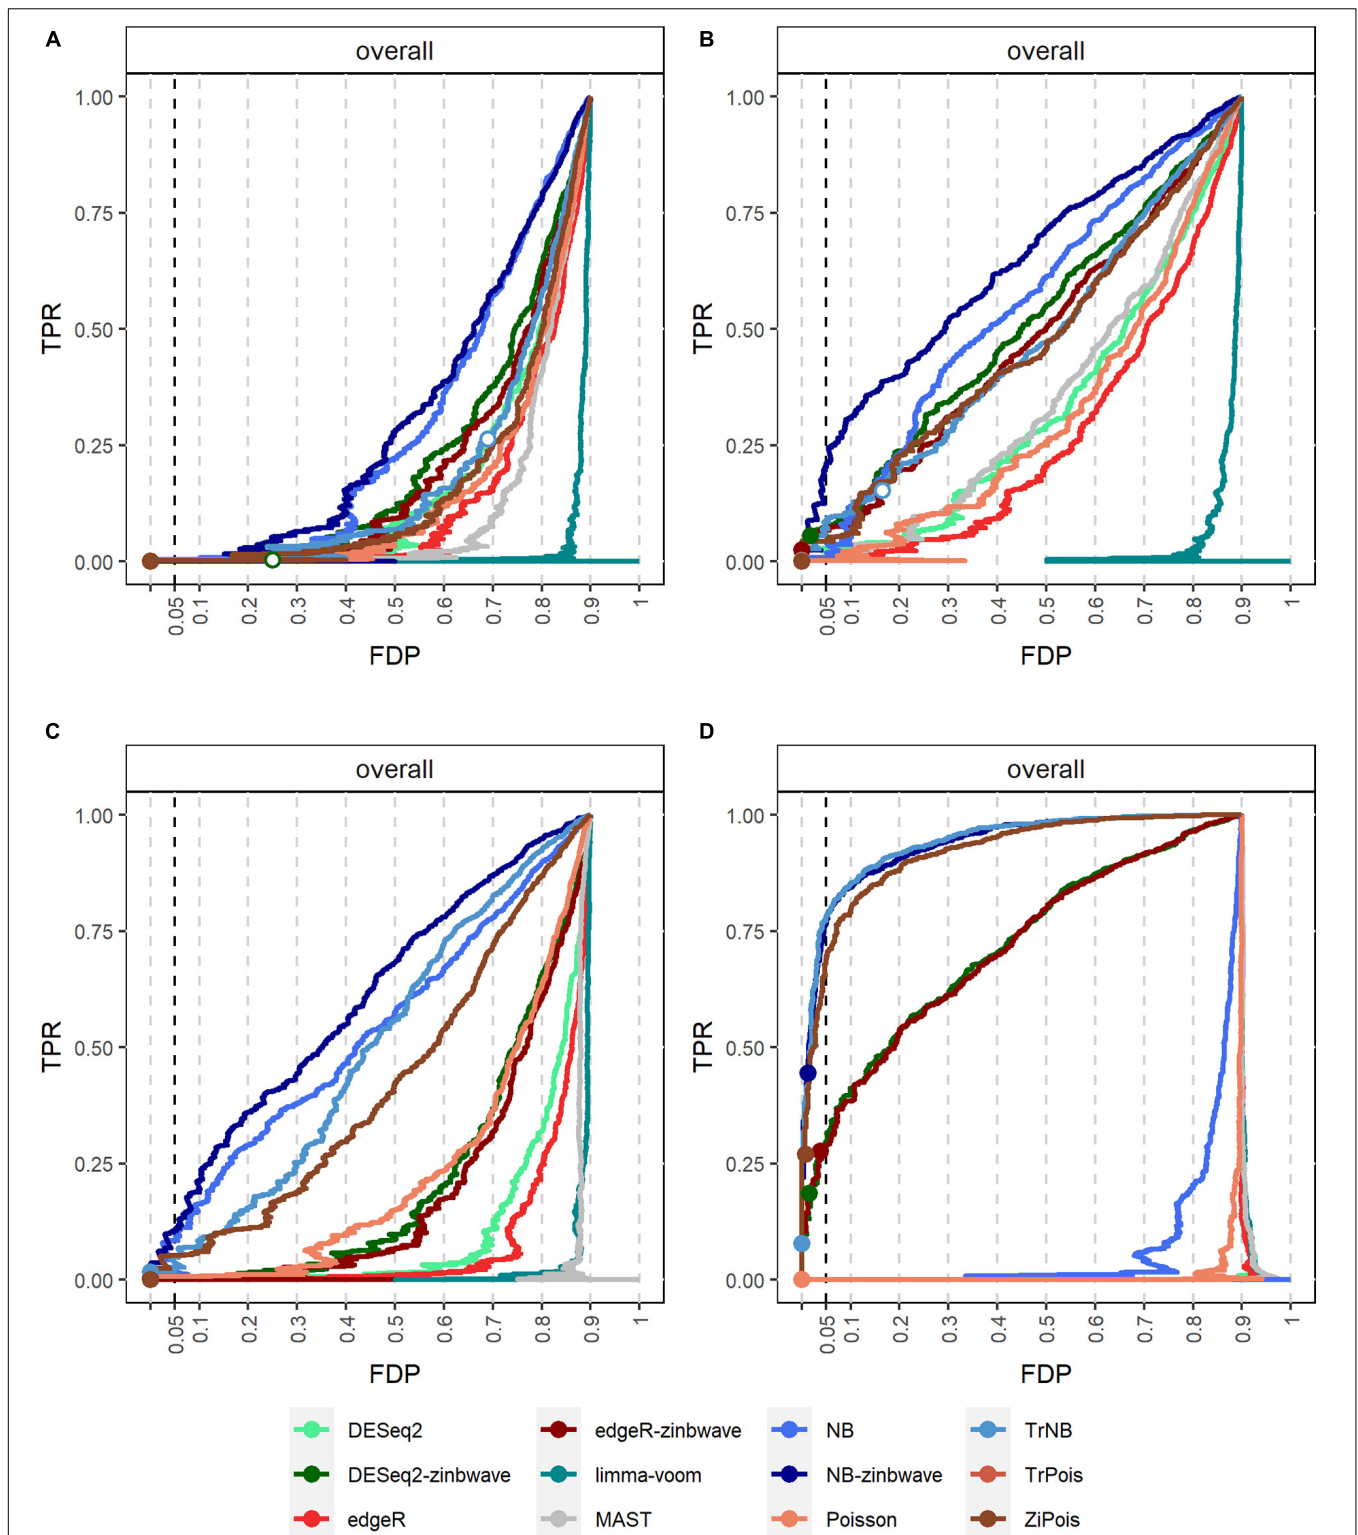 A
overall
1.00
0.75
0.50
0.25
0.00
TPR
0.05
0.1
0.2
0.3
0.4
0.5
0.6
0.7
0.8
0.9
1
FDP
B
overall
1.00
0.75
0.50
0.25
0.00
TPR
0.05
0.1
0.2
0.3
0.4
0.5
0.6
0.7
0.8
0.9
1
FDP
C
overall
1.00
0.75
0.50
0.25
0.00
TPR
0.05
0.1
0.2
0.3
0.4
0.5
0.6
0.7
0.8
0.9
1
FDP
D
overall
1.00
0.75
0.50
0.25
0.00
TPR
0.05
0.1
0.2
0.3
0.4
0.5
0.6
0.7
0.8
0.9
1
FDP
DESeq2
DESeq2-zinbwave
edgeR
edgeR-zinbwave
limma-voom
MAST
NB
NB-zinbwave
Poisson
TrNB
TrPois
ZiPois